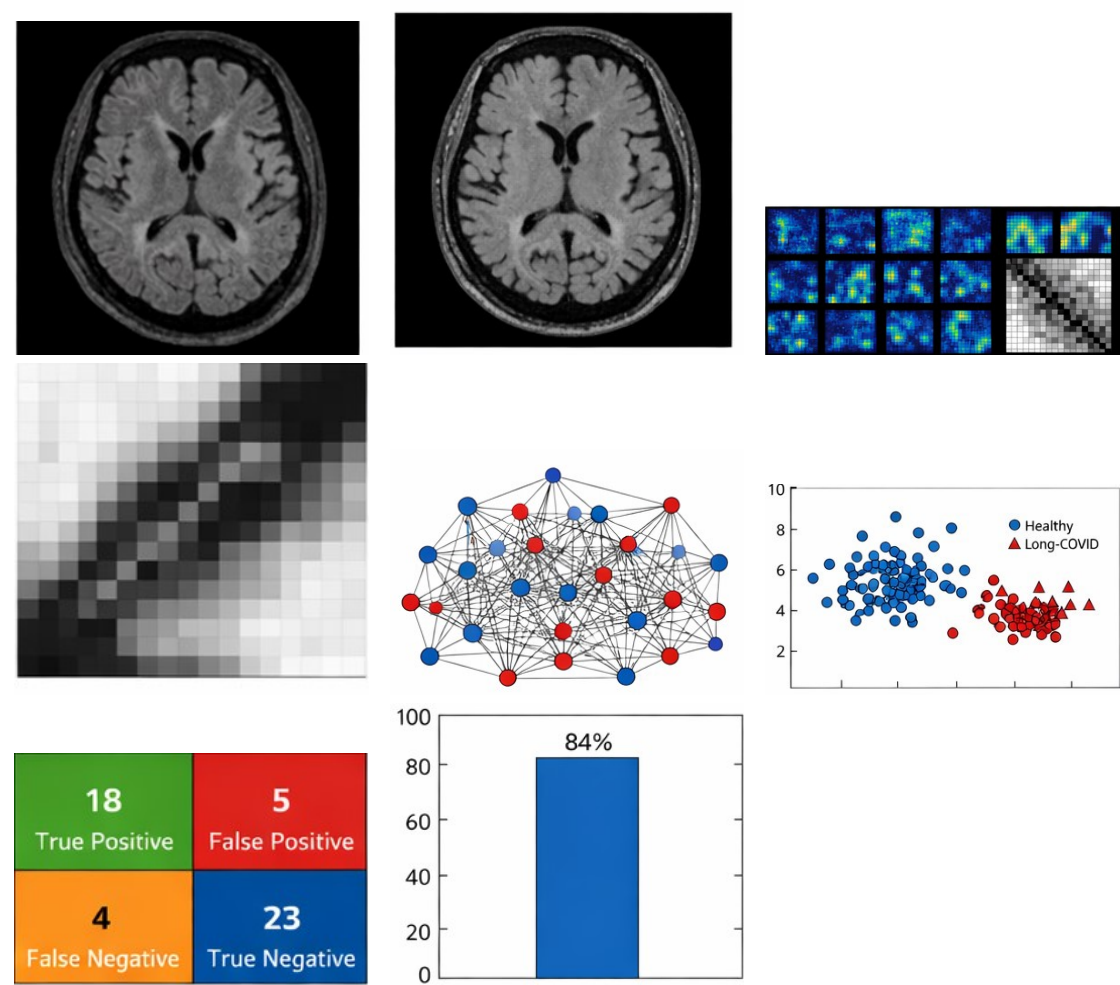 10
8
6
4
2
Healthy
Long-COVID
18
True Positive
5
False Positive
4
False Negative
23
True Negative
100
80
60
40
20
0
84%